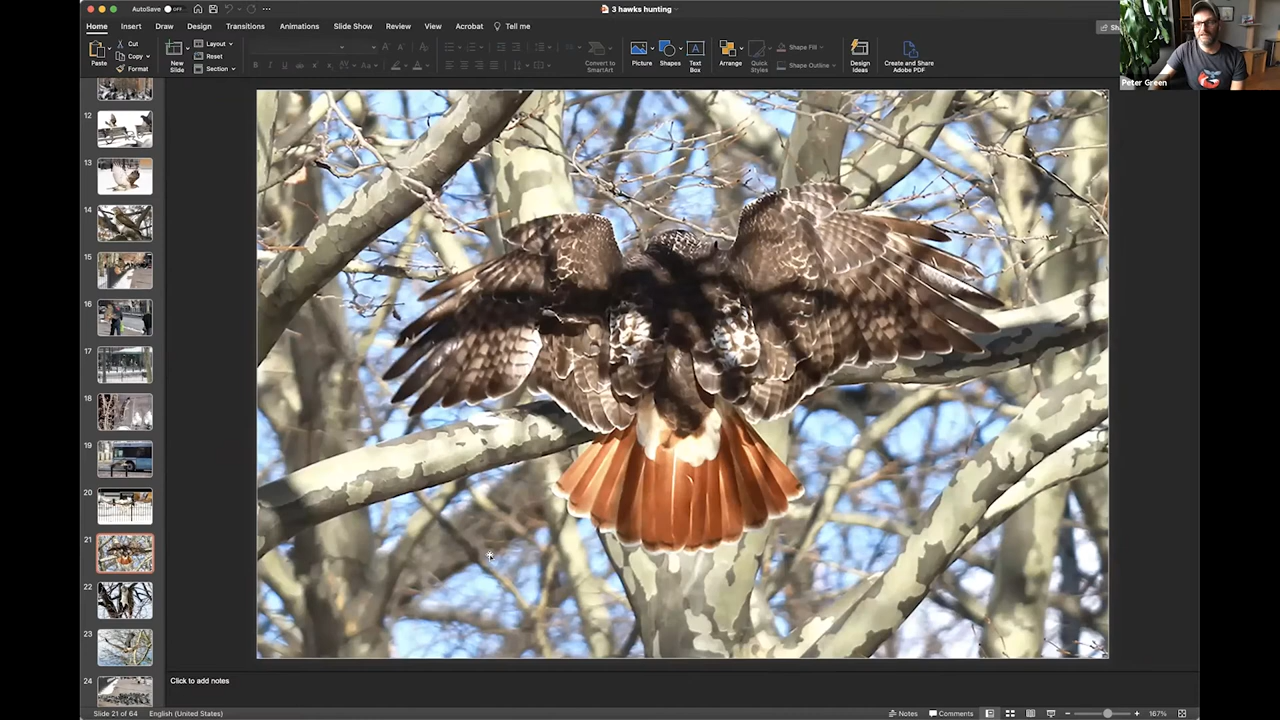 AutoSave OFF
3 hawks hunting
Home Insert Draw Design Transitions Animations Slide Show Review View Acrobat Tell me
Paste
Cut
Copy
Format
New
Slide
Layout
Reset
Section
Convert to
SmartArt
Picture
Shapes
Text
Box
Arrange
Quick
Styles
Shape Fill
Shape Outline
Design
Ideas
Create and Share
Adobe PDF
Peter Green
12
13
14
15
16
17
18
19
20
21
22
23
24
Click to add notes
Slide 21 of 64 English (United States) Notes Comments 167%